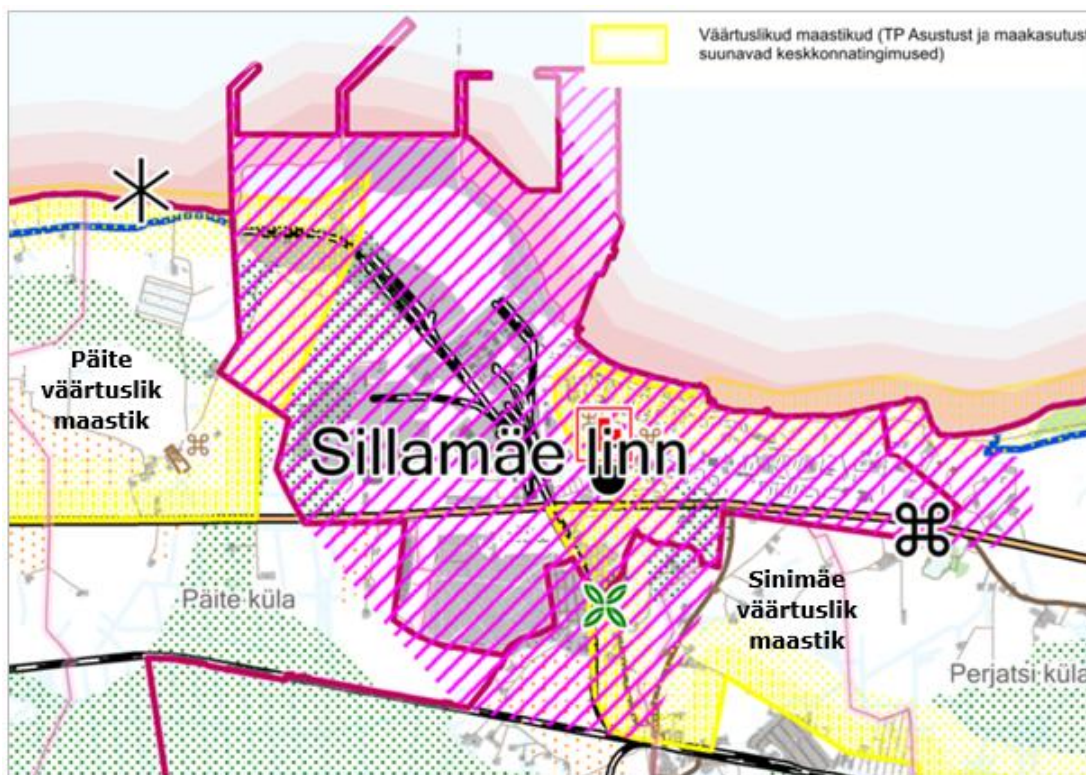 Väärtuslikud maastikud (TP Asustust ja maakasutust
suunavad keskkonnatingimused)
Päite
väärtuslik
maastik
Sillamäe linn
Päite küla
Sinimäe
väärtuslik
maastik
Perjatsi küla